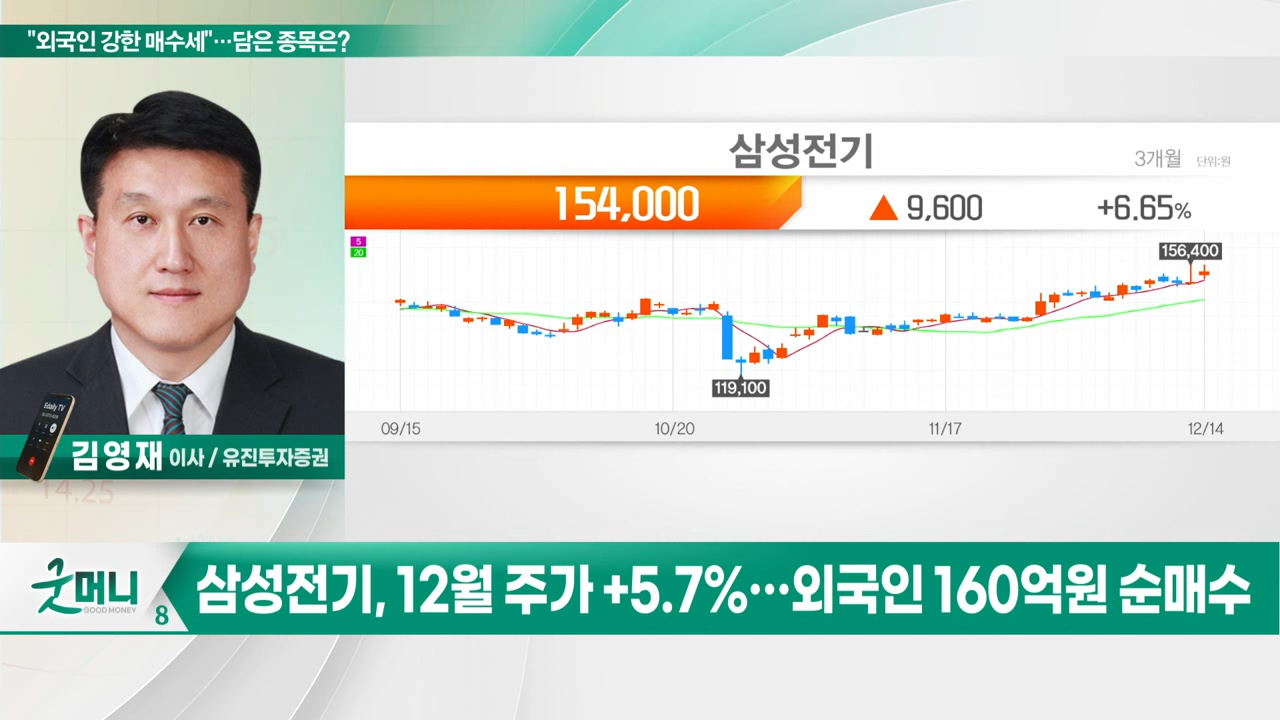 "외국인 강한 매수세"…담은 종목은?
삼성전기
3개월 단위:원
154,000 ▲ 9,600 +6.65%
5
20
156,400
119,100
09/15 10/20 11/17 12/14
Edaily TV
김영재 이사 / 유진투자증권
14.25
굿머니
GOOD MONEY
8
삼성전기, 12월 주가 +5.7%…외국인 160억원 순매수